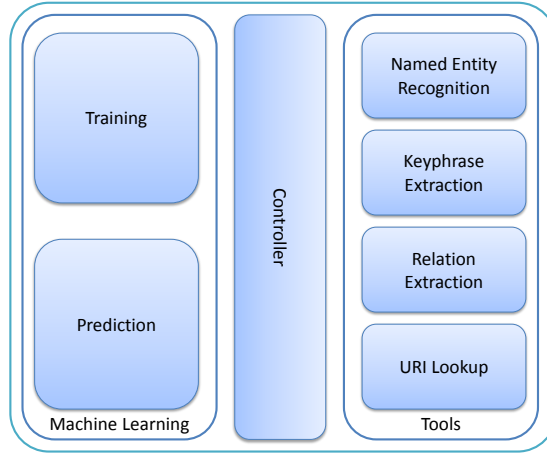 Training
Prediction
Machine Learning
Controller
Named Entity
Recognition
Keyphrase
Extraction
Relation
Extraction
URI Lookup
Tools